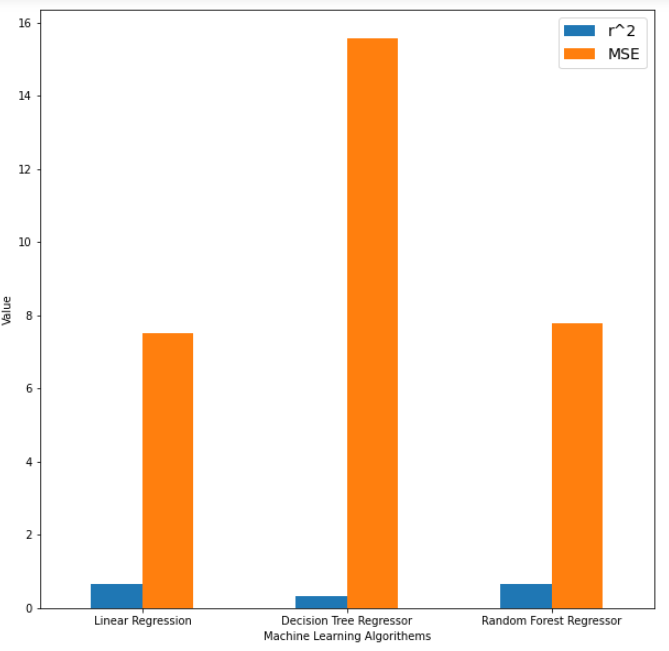 r^2
MSE
16
14
12
10
8
6
4
2
0
Value
Linear Regression
Decision Tree Regressor
Random Forest Regressor
Machine Learning Algorithems